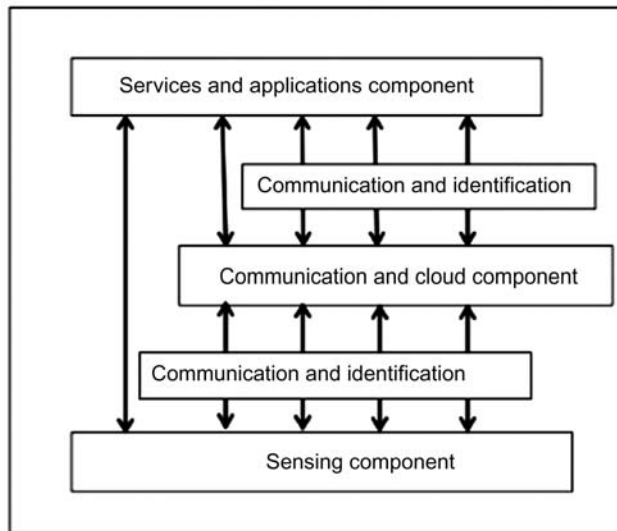 Services and applications component
Communication and identification
Communication and cloud component
Communication and identification
Sensing component